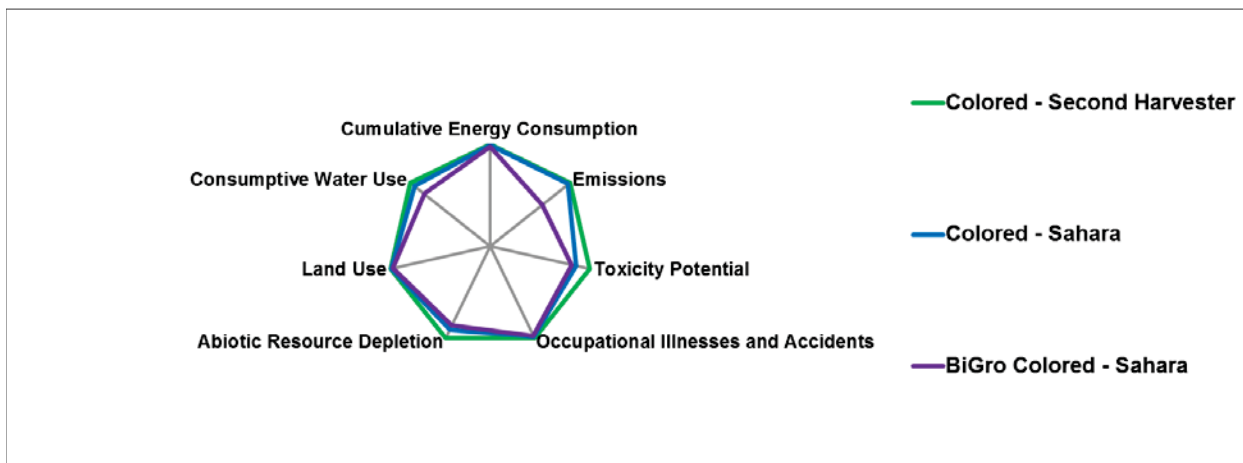 Colored - Second Harvester
Cumulative Energy Consumption
Consumptive Water Use
Emissions
Colored - Sahara
Land Use
Toxicity Potential
Abiotic Resource Depletion
Occupational Illnesses and Accidents
BiGro Colored - Sahara